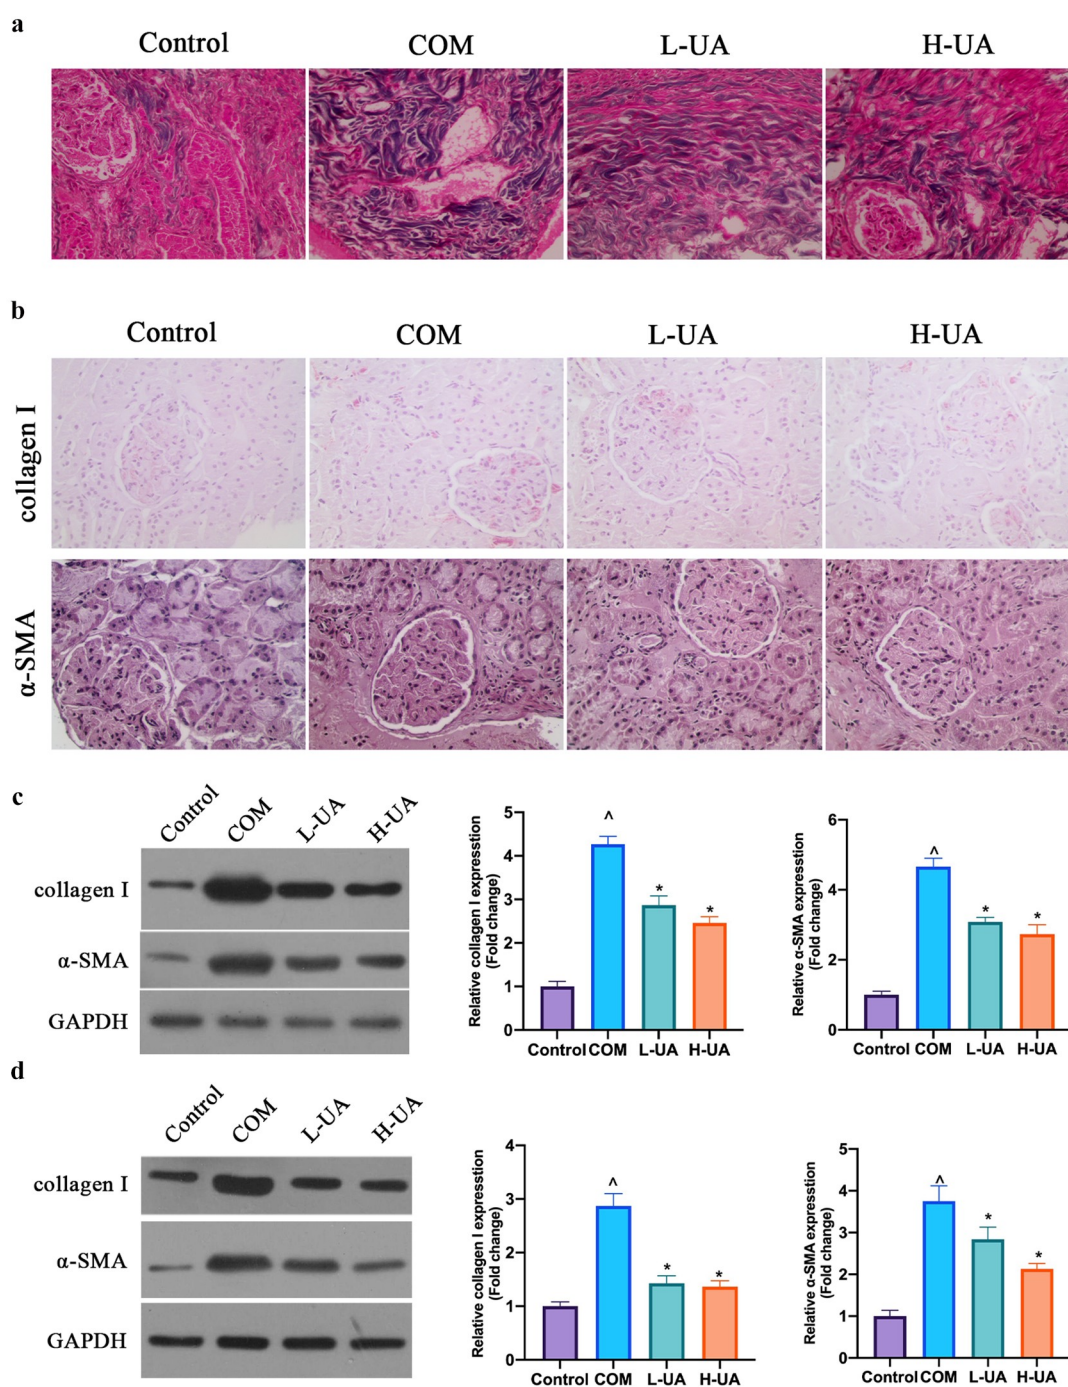 a
Control COM L-UA H-UA
b
Control COM L-UA H-UA
collagen I
α-SMA
c
Control COM L-UA H-UA
collagen I
α-SMA
GAPDH
Relative collagen I expresstion
(Fold change)
5
4
3
2
1
0
^
*
*
Control COM L-UA H-UA
Relative α-SMA expresstion
(Fold change)
6
4
2
0
^
*
*
Control COM L-UA H-UA
d
Control COM L-UA H-UA
collagen I
α-SMA
GAPDH
Relative collagen I expresstion
(Fold change)
4
3
2
1
0
^
*
*
Control COM L-UA H-UA
Relative α-SMA expresstion
(Fold change)
5
4
3
2
1
0
^
*
*
Control COM L-UA H-UA